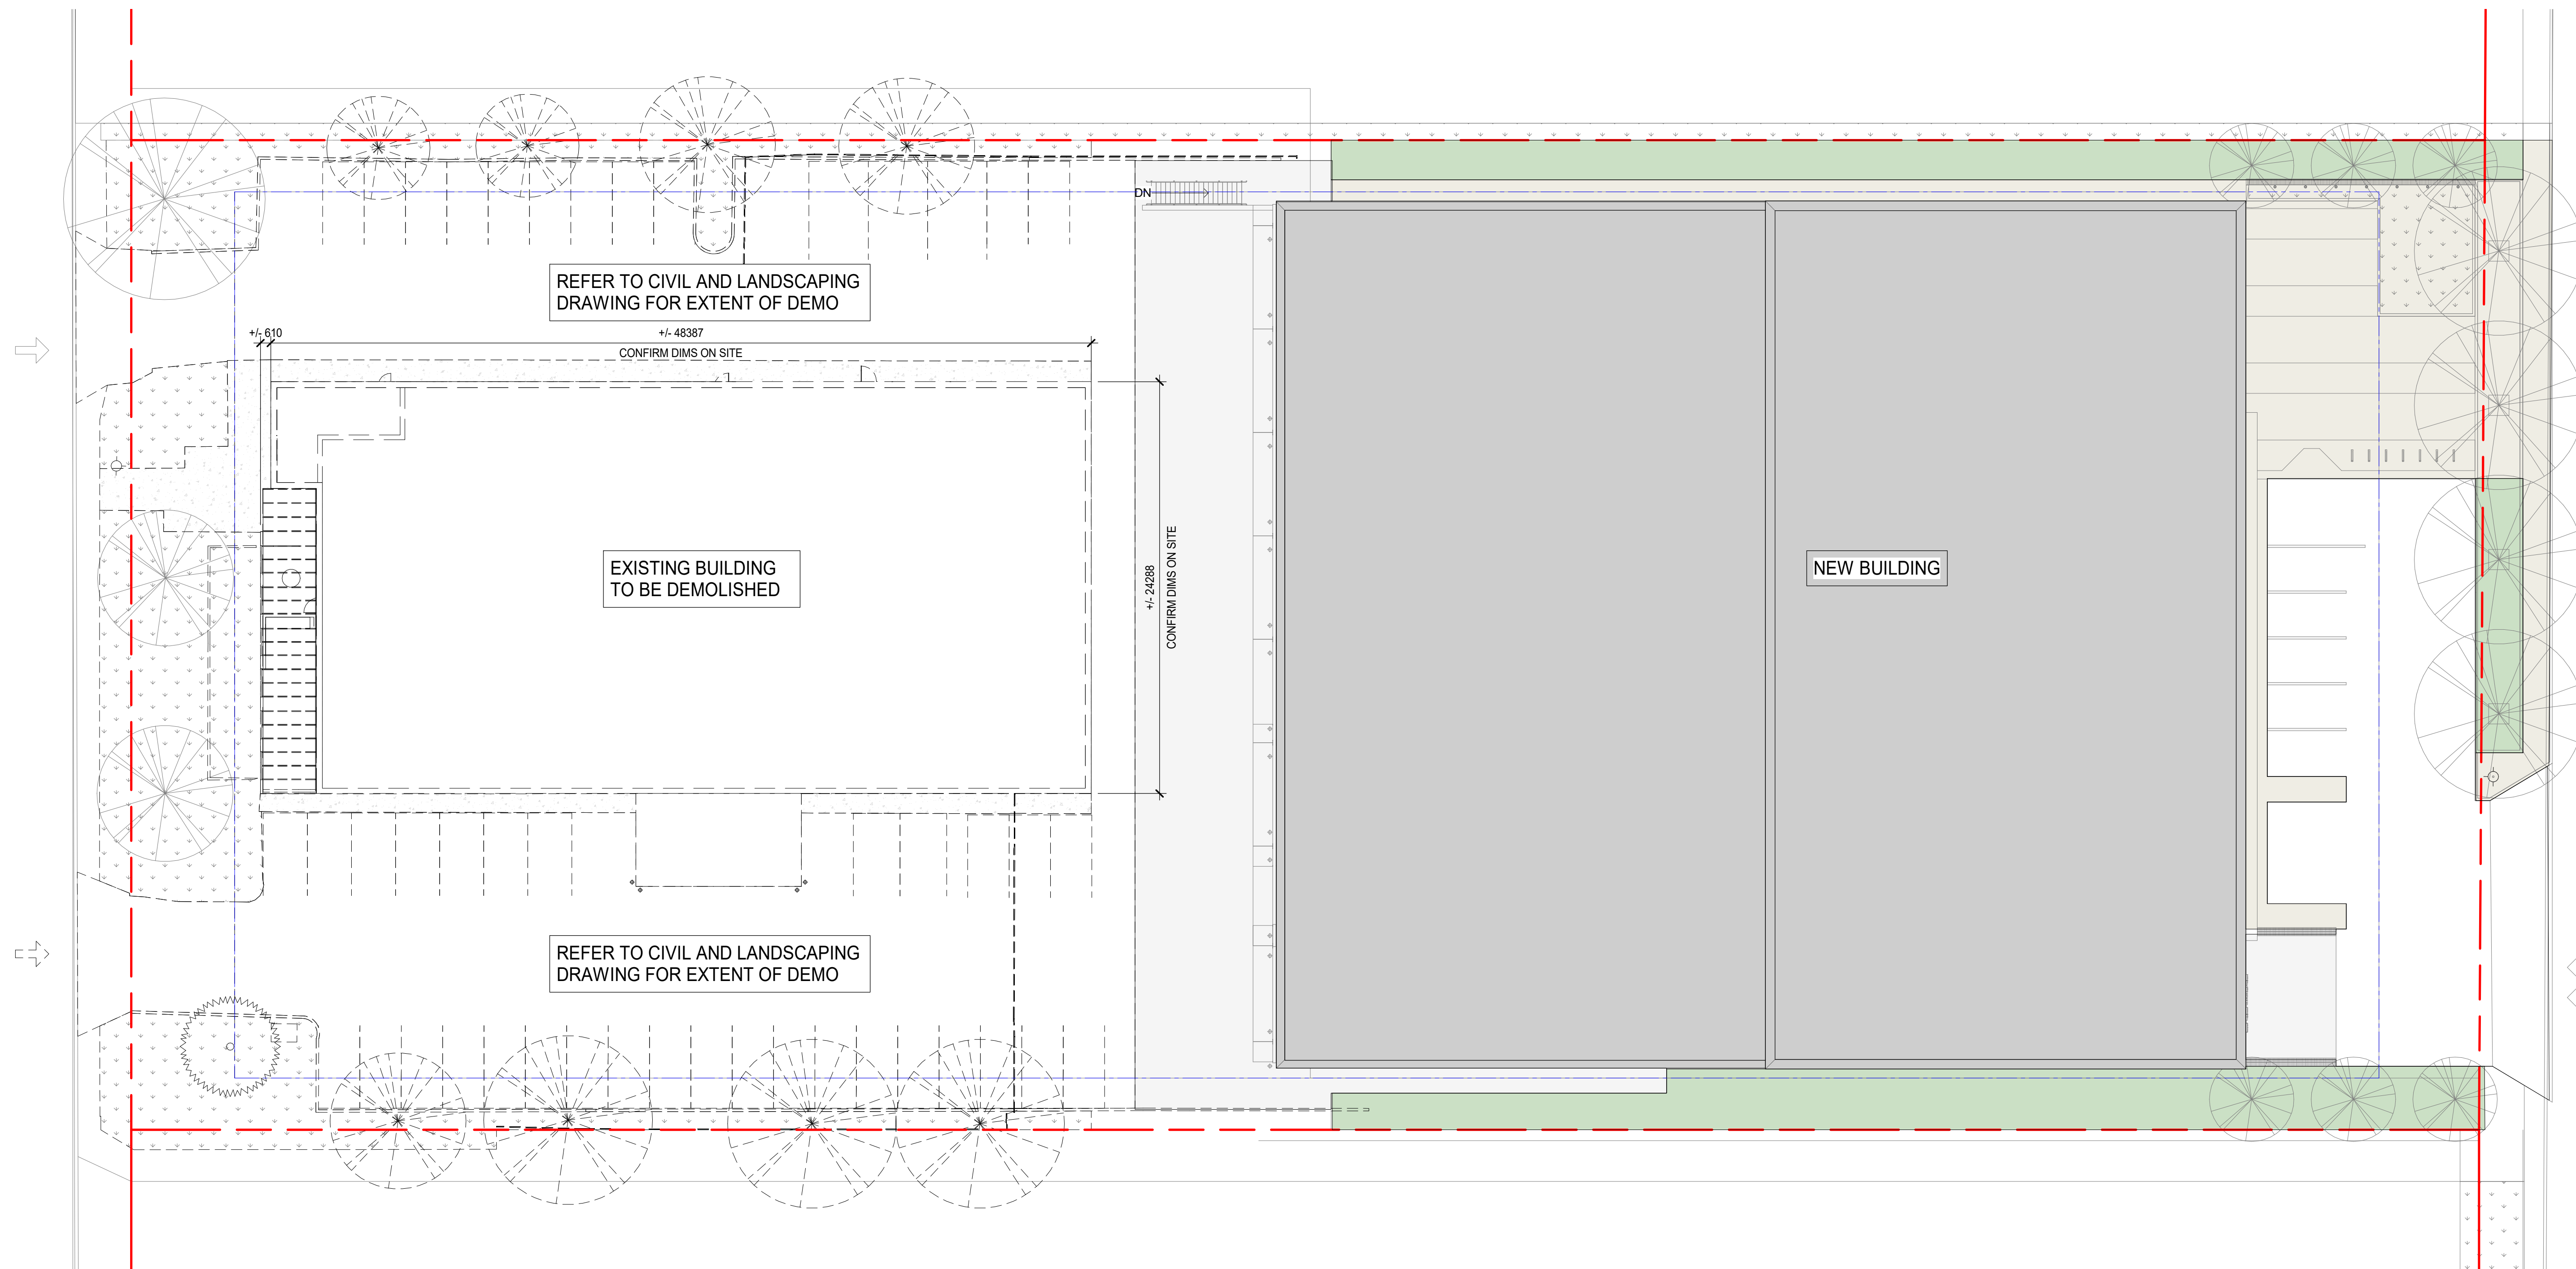 DN
REFER TO CIVIL AND LANDSCAPING
DRAWING FOR EXTENT OF DEMO
+/- 610
+/- 48387
CONFIRM DIMS ON SITE
EXISTING BUILDING
TO BE DEMOLISHED
+/- 24288
CONFIRM DIMS ON SITE
NEW BUILDING
REFER TO CIVIL AND LANDSCAPING
DRAWING FOR EXTENT OF DEMO